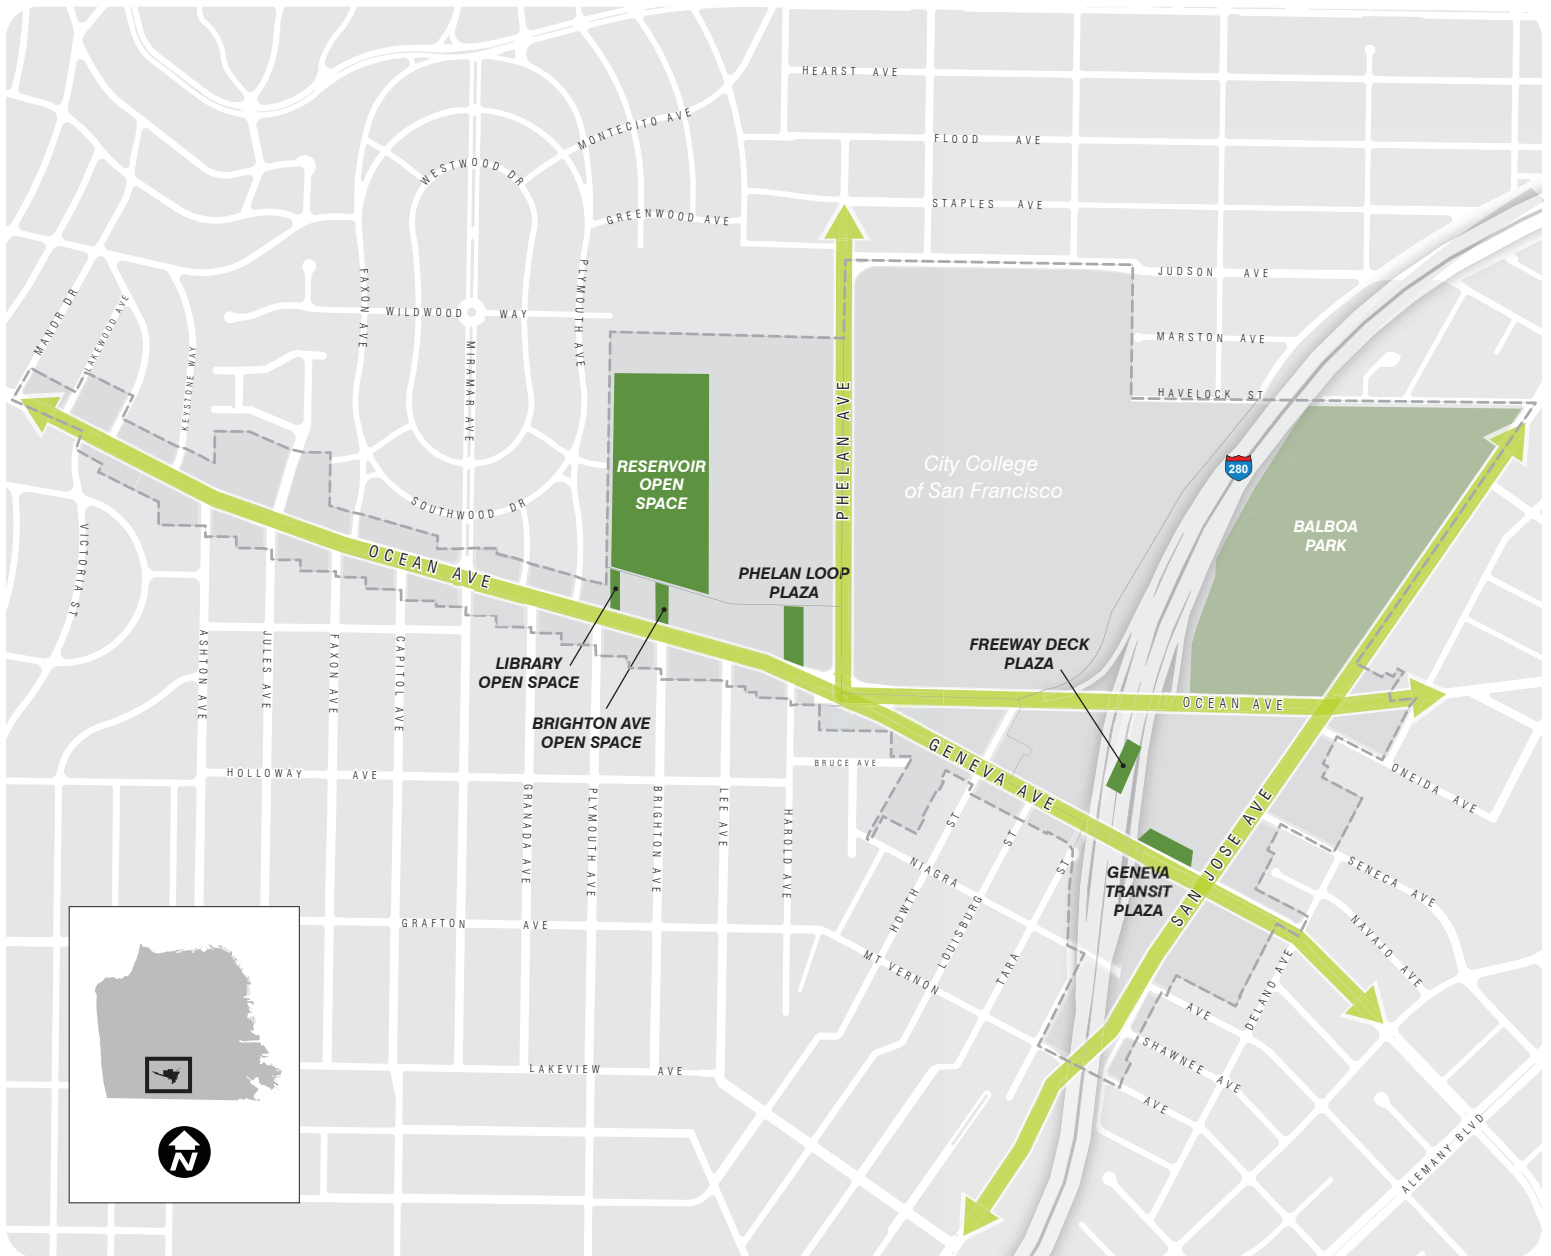 HEARST AVE
MONTECITO AVE
FLOOD AVE
WESTWOOD DR
STAPLES AVE
GREENWOOD AVE
JUDSON AVE
MANOR DR
LAKEWOOD AVE
FAXON AVE
PLYMOUTH AVE
WILDWOOD WAY
MARSTON AVE
KEYSTONE WAY
MIRAMAR AVE
HAVELOCK ST
PHELAN AVE
City College
of San Francisco
280
RESERVOIR
OPEN
SPACE
SOUTHWOOD DR
BALBOA
PARK
VICTORIA ST
OCEAN AVE
PHELAN LOOP
PLAZA
FREEWAY DECK
PLAZA
LIBRARY
OPEN SPACE
ASHTON AVE
JULES AVE
FAXON AVE
CAPITOL AVE
OCEAN AVE
BRIGHTON AVE
OPEN SPACE
GENEVA AVE
BRUCE AVE
HOLLOWAY AVE
ONEIDA AVE
GRANADA AVE
PLYMOUTH AVE
BRIGHTON AVE
LEE AVE
HAROLD AVE
SAN JOSE AVE
ST
ST
ST
NIAGRA
GENEVA
TRANSIT
PLAZA
SENECA AVE
HOWTH
LOUISBURG
TARA
GRAFTON AVE
NAVAJO AVE
MT VERNON
DELANO AVE
AVE
SHAWNEE AVE
LAKEVIEW AVE
AVE
ALEMANY BLVD
N